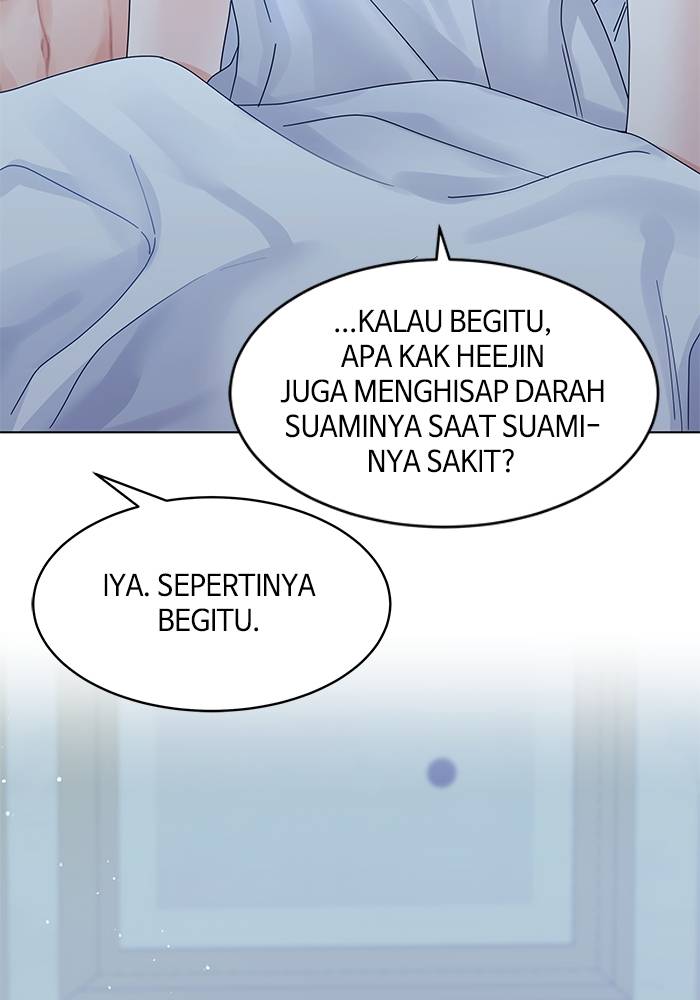 ...KALAU BEGITU,
APA KAK HEEJIN
JUGA MENGHISAP DARAH
SUAMINYA SAAT SUAMI-
NYA SAKIT?
IYA. SEPERTINYA
BEGITU.